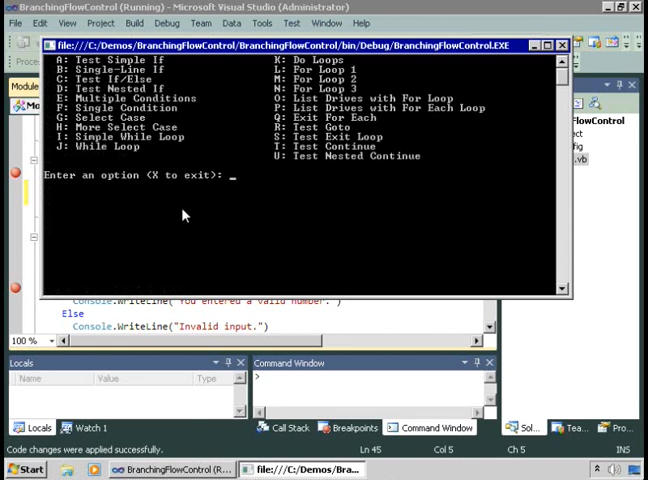 BranchingFlowControl (Running) - Microsoft Visual Studio (Administrator)
File Edit View Project Build Debug Team Data Tools Test Window Help
file:///C:/Demos/BranchingFlowControl/BranchingFlowControl/bin/Debug/BranchingFlowControl.EXE
A: Test Simple If
B: Single-Line If
C: Test If/Else
D: Test Nested If
E: Multiple Conditions
F: Single Condition
G: Select Case
H: More Select Case
I: Simple While Loop
J: While Loop
K: Do Loops
L: For Loop 1
M: For Loop 2
N: For Loop 3
O: List Drives with For Loop
P: List Drives with For Each Loop
Q: Exit For Each
R: Test Goto
S: Test Exit Loop
T: Test Continue
U: Test Nested Continue
Enter an option (X to exit): _
Console.WriteLine("You entered a valid number.")
Else
Console.WriteLine("Invalid input.")
100 %
Locals
Name Value Type
Locals Watch 1
Command Window
>
Call Stack Breakpoints Command Window
Sol... Tea... Pro...
Code changes were applied successfully. Ln 45 Col 5 Ch 5 INS
Start BranchingFlowControl (R... file:///C:/Demos/Bra...